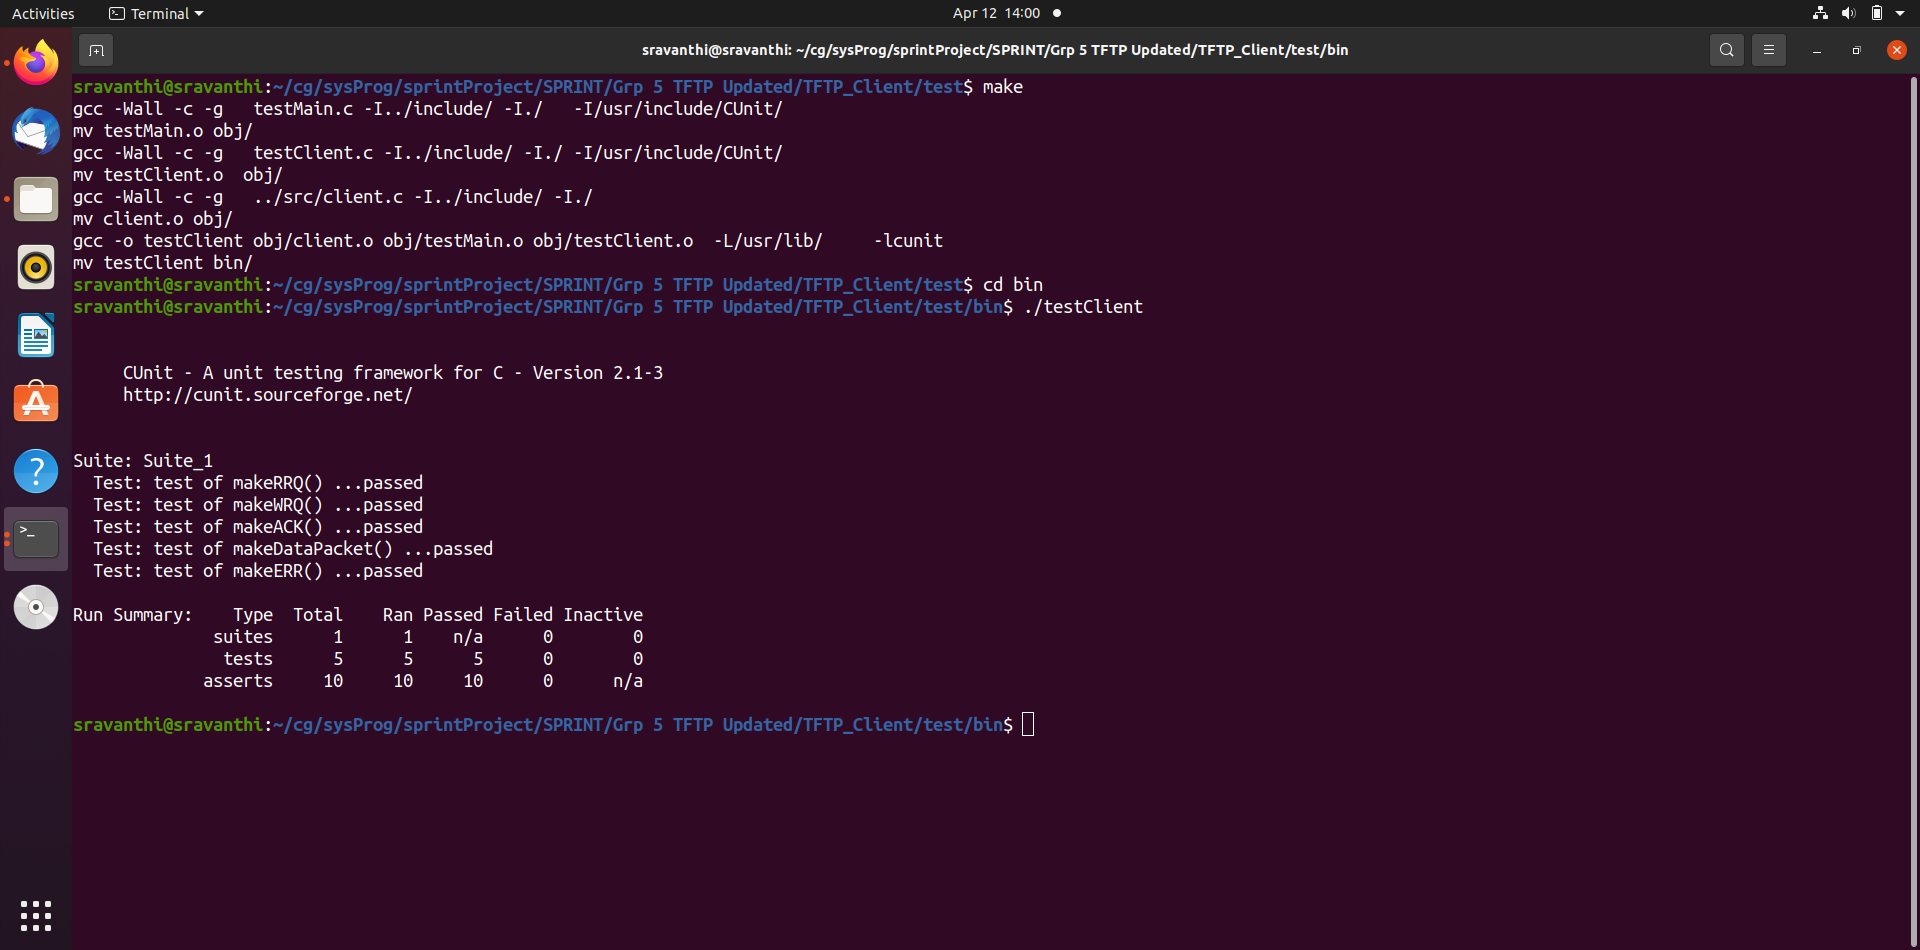 Activities Terminal Apr 12 14:00
sravanthi@sravanthi: ~/cg/sysProg/sprintProject/SPRINT/Grp 5 TFTP Updated/TFTP_Client/test/bin
sravanthi@sravanthi:~/cg/sysProg/sprintProject/SPRINT/Grp 5 TFTP Updated/TFTP_Client/test$ make
gcc -Wall -c -g   testMain.c -I../include/ -I./   -I/usr/include/CUnit/
mv testMain.o obj/
gcc -Wall -c -g   testClient.c -I../include/ -I./ -I/usr/include/CUnit/
mv testClient.o  obj/
gcc -Wall -c -g   ../src/client.c -I../include/ -I./
mv client.o obj/
gcc -o testClient obj/client.o obj/testMain.o obj/testClient.o  -L/usr/lib/     -lcunit
mv testClient bin/
sravanthi@sravanthi:~/cg/sysProg/sprintProject/SPRINT/Grp 5 TFTP Updated/TFTP_Client/test$ cd bin
sravanthi@sravanthi:~/cg/sysProg/sprintProject/SPRINT/Grp 5 TFTP Updated/TFTP_Client/test/bin$ ./testClient
     CUnit - A unit testing framework for C - Version 2.1-3
     http://cunit.sourceforge.net/
Suite: Suite_1
  Test: test of makeRRQ() ...passed
  Test: test of makeWRQ() ...passed
  Test: test of makeACK() ...passed
  Test: test of makeDataPacket() ...passed
  Test: test of makeERR() ...passed
Run Summary:    Type  Total    Ran Passed Failed Inactive
              suites      1      1    n/a      0        0
               tests      5      5      5      0        0
             asserts     10     10     10      0      n/a
sravanthi@sravanthi:~/cg/sysProg/sprintProject/SPRINT/Grp 5 TFTP Updated/TFTP_Client/test/bin$